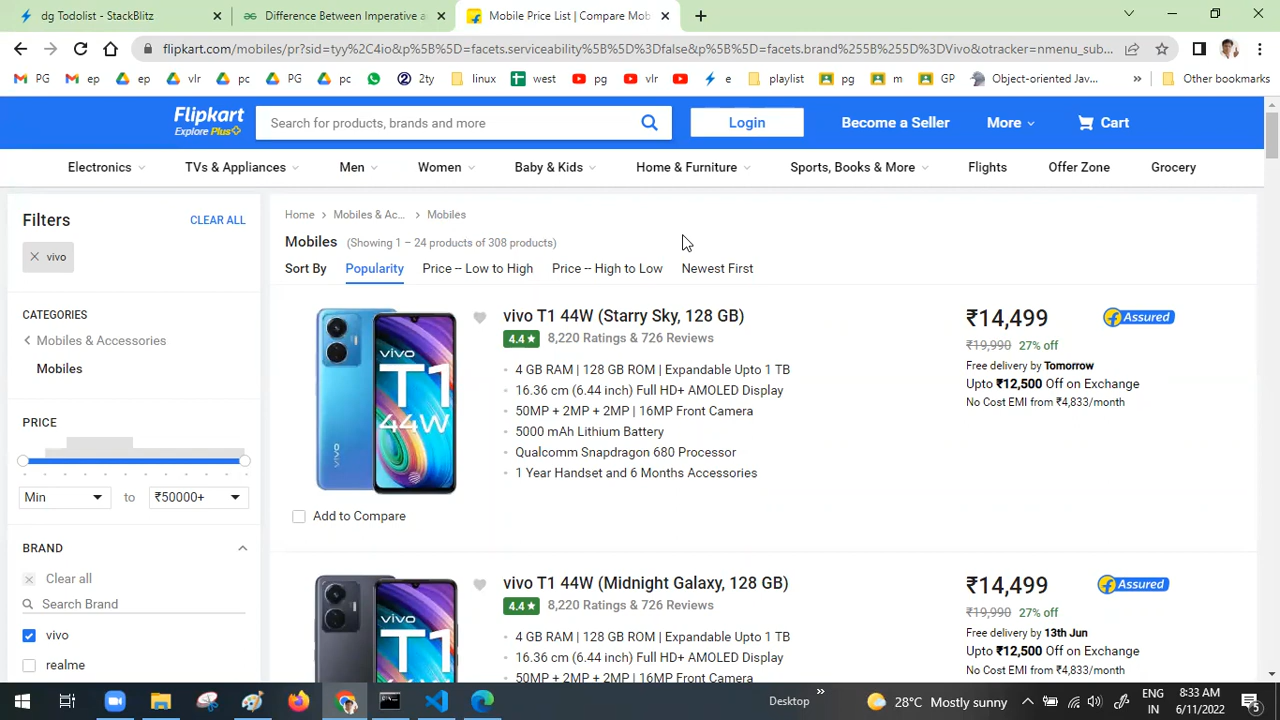 dg Todolist - StackBlitz
Difference Between Imperative a
Mobile Price List | Compare Mob
flipkart.com/mobiles/pr?sid=tyy%2C4io&p%5B%5D=facets.serviceability%5B%5D%3Dfalse&p%5B%5D=facets.brand%255B%255D%3DVivo&otracker=nmenu_sub...
PG
ep
ep
vlr
pc
PG
pc
2ty
linux
west
pg
vlr
e
playlist
pg
m
GP
Object-oriented Jav...
»
Other bookmarks
Flipkart
Explore Plus
Search for products, brands and more
Login
Become a Seller
More
Cart
Electronics
TVs & Appliances
Men
Women
Baby & Kids
Home & Furniture
Sports, Books & More
Flights
Offer Zone
Grocery
Filters
CLEAR ALL
vivo
CATEGORIES
Mobiles & Accessories
Mobiles
PRICE
Min
to
₹50000+
BRAND
Clear all
Search Brand
vivo
realme
Home > Mobiles & Ac... > Mobiles
Mobiles (Showing 1 – 24 products of 308 products)
Sort By Popularity Price -- Low to High Price -- High to Low Newest First
vivo T1 44W (Starry Sky, 128 GB)
4.4★ 8,220 Ratings & 726 Reviews
4 GB RAM | 128 GB ROM | Expandable Upto 1 TB
16.36 cm (6.44 inch) Full HD+ AMOLED Display
50MP + 2MP + 2MP | 16MP Front Camera
5000 mAh Lithium Battery
Qualcomm Snapdragon 680 Processor
1 Year Handset and 6 Months Accessories
₹14,499
Assured
₹19,990 27% off
Free delivery by Tomorrow
Upto ₹12,500 Off on Exchange
No Cost EMI from ₹4,833/month
vivo
T1
44W
vivo
Add to Compare
vivo T1 44W (Midnight Galaxy, 128 GB)
4.4★ 8,220 Ratings & 726 Reviews
4 GB RAM | 128 GB ROM | Expandable Upto 1 TB
16.36 cm (6.44 inch) Full HD+ AMOLED Display
50MP + 2MP + 2MP | 16MP Front Camera
₹14,499
Assured
₹19,990 27% off
Free delivery by 13th Jun
Upto ₹12,500 Off on Exchange
No Cost EMI from ₹4,833/month
vivo
T1
Desktop
»
28°C Mostly sunny
ENG
IN
8:33 AM
6/11/2022
5